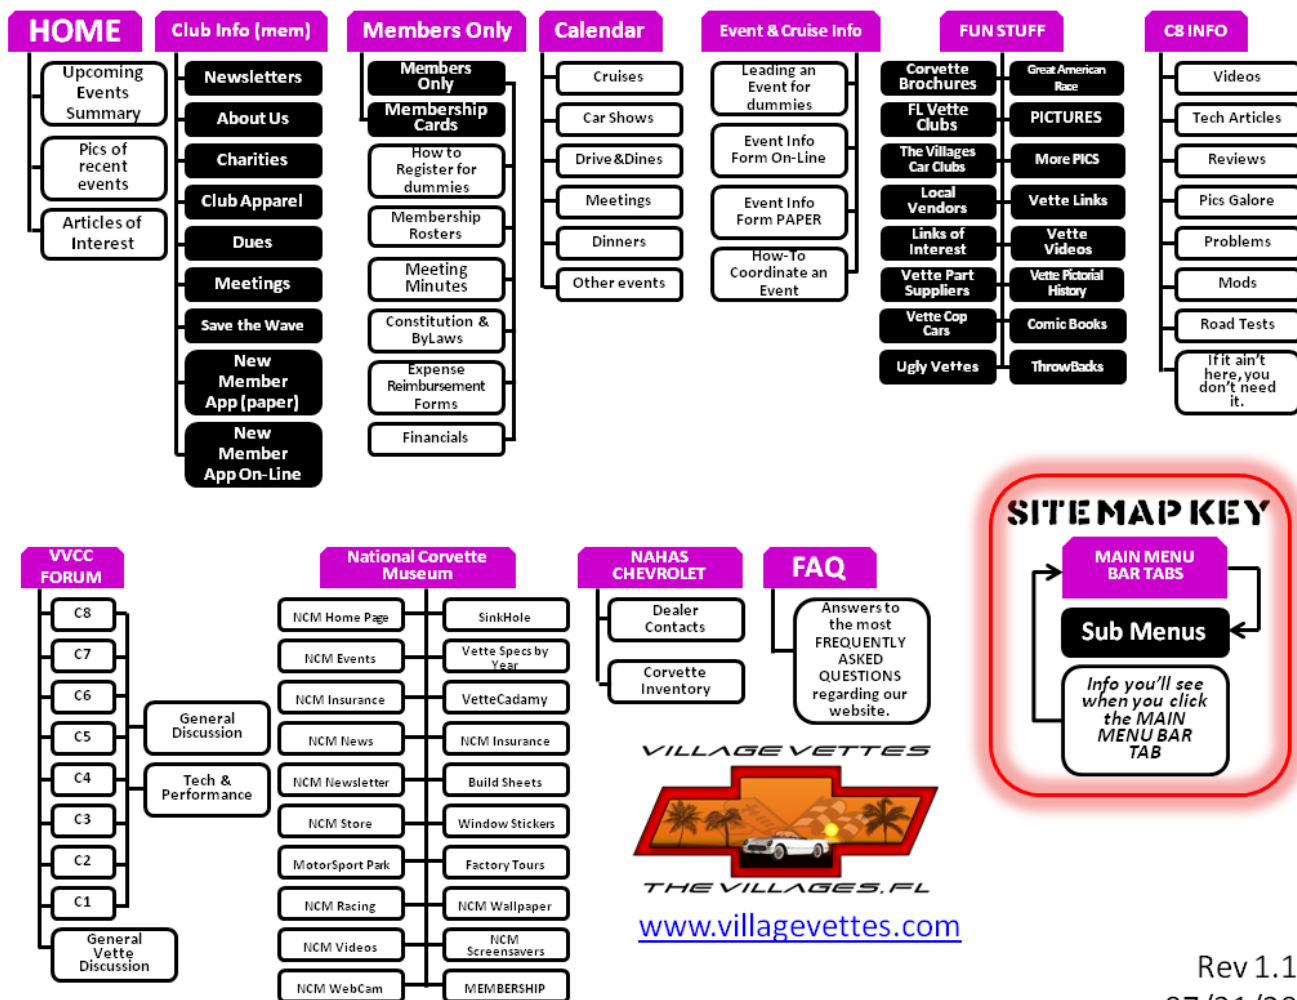 HOME
Upcoming
Events
Summary
Pics of
recent
events
Articles of
Interest
Club Info (mem)
Newsletters
About Us
Charities
Club Apparel
Dues
Meetings
Save the Wave
New
Member
App (paper)
New
Member
App On-Line
Members Only
Members
Only
Membership
Cards
How to
Register for
dummies
Membership
Rosters
Meeting
Minutes
Constitution &
ByLaws
Expense
Reimbursement
Forms
Financials
Calendar
Cruises
Car Shows
Drive&Dines
Meetings
Dinners
Other events
Event & Cruise Info
Leading an
Event for
dummies
Event Info
Form On-Line
Event Info
Form PAPER
How-To
Coordinate an
Event
FUN STUFF
Corvette
Brochures
FL Vette
Clubs
The Villages
Car Clubs
Local
Vendors
Links of
Interest
Vette Part
Suppliers
Vette Cop
Cars
Ugly Vettes
Great American
Race
PICTURES
More PICS
Vette Links
Vette
Videos
Vette Pictorial
History
Comic Books
ThrowBacks
C8 INFO
Videos
Tech Articles
Reviews
Pics Galore
Problems
Mods
Road Tests
If it ain't
here, you
don't need
it.
VVCC
FORUM
C8
C7
C6
C5
C4
C3
C2
C1
General
Vette
Discussion
General
Discussion
Tech &
Performance
National Corvette
Museum
NCM Home Page
NCM Events
NCM Insurance
NCM News
NCM Newsletter
NCM Store
MotorSport Park
NCM Racing
NCM Videos
NCM WebCam
SinkHole
Vette Specs by
Year
VetteCadamy
NCM Insurance
Build Sheets
Window Stickers
Factory Tours
NCM Wallpaper
NCM
Screensavers
MEMBERSHIP
NAHAS
CHEVROLET
Dealer
Contacts
Corvette
Inventory
FAQ
Answers to
the most
FREQUENTLY
ASKED
QUESTIONS
regarding our
website.
SITE MAP KEY
MAIN MENU
BAR TABS
Sub Menus
Info you'll see
when you click
the MAIN
MENU BAR
TAB
VILLAGE VETTES
THE VILLAGES, FL
www.villagevettes.com
Rev 1.1